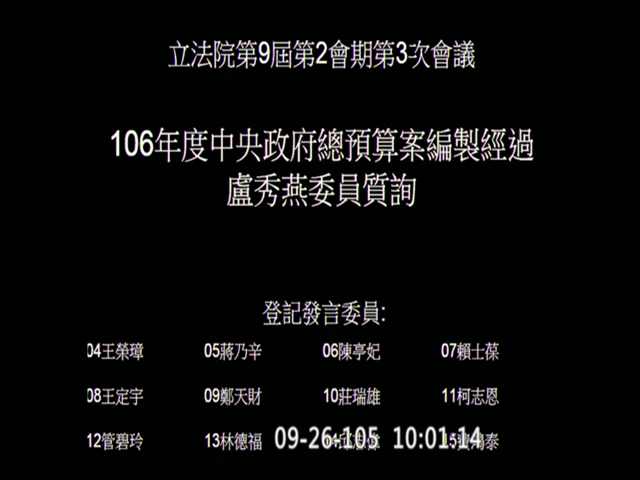 立法院第9屆第2會期第3次會議
106年度中央政府總預算案編製經過
盧秀燕委員質詢
登記發言委員:
04王榮璋 05蔣乃辛 06陳亭妃 07賴士葆
08王定宇 09鄭天財 10莊瑞雄 11柯志恩
12管碧玲 13林德福 09-26-105 10:01:14